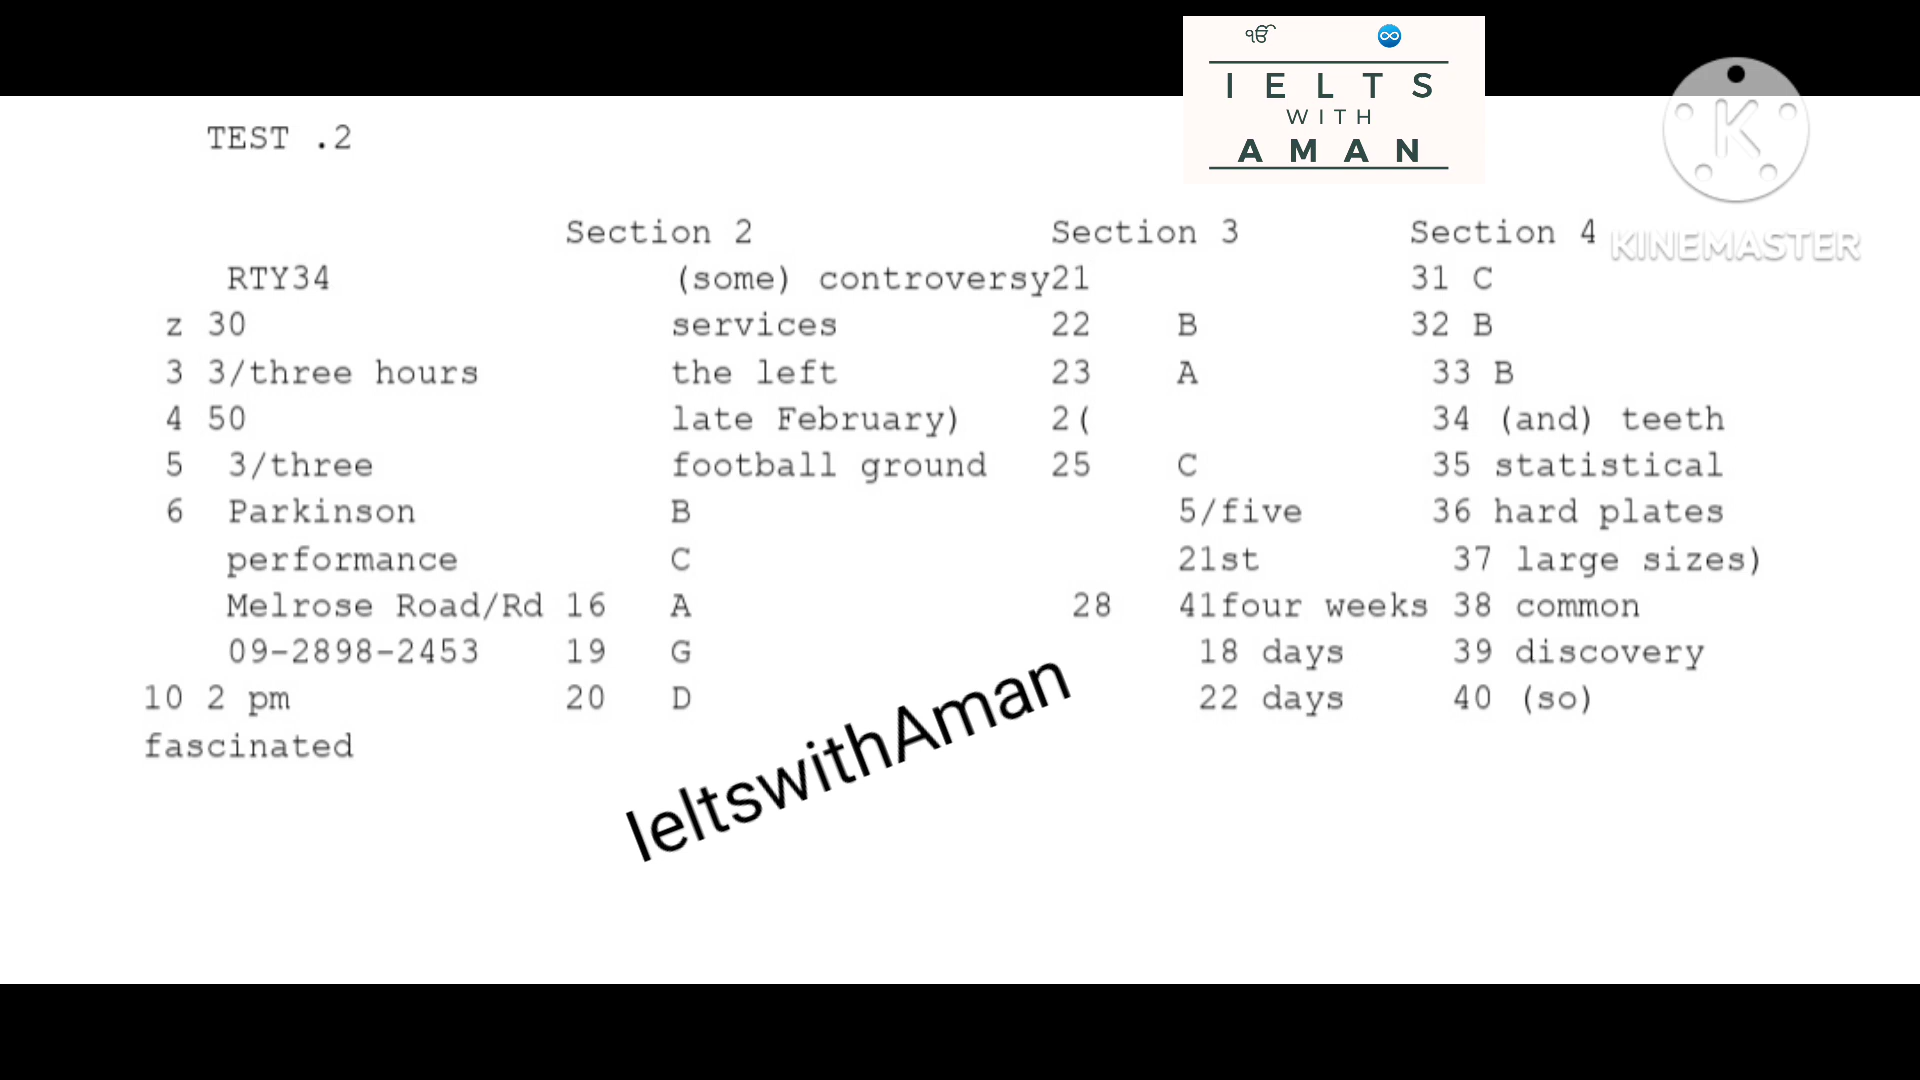 ੴ
IELTS
WITH
AMAN
K
KINEMASTER
TEST .2
Section 2 Section 3 Section 4
RTY34 (some) controversy21 31 C
z 30 services 22 B 32 B
3 3/three hours the left 23 A 33 B
4 50 late February) 2( 34 (and) teeth
5 3/three football ground 25 C 35 statistical
6 Parkinson B 5/five 36 hard plates
performance C 21st 37 large sizes)
Melrose Road/Rd 16 A 28 41four weeks 38 common
09-2898-2453 19 G 18 days 39 discovery
10 2 pm 20 D 22 days 40 (so)
fascinated
IeltswithAman